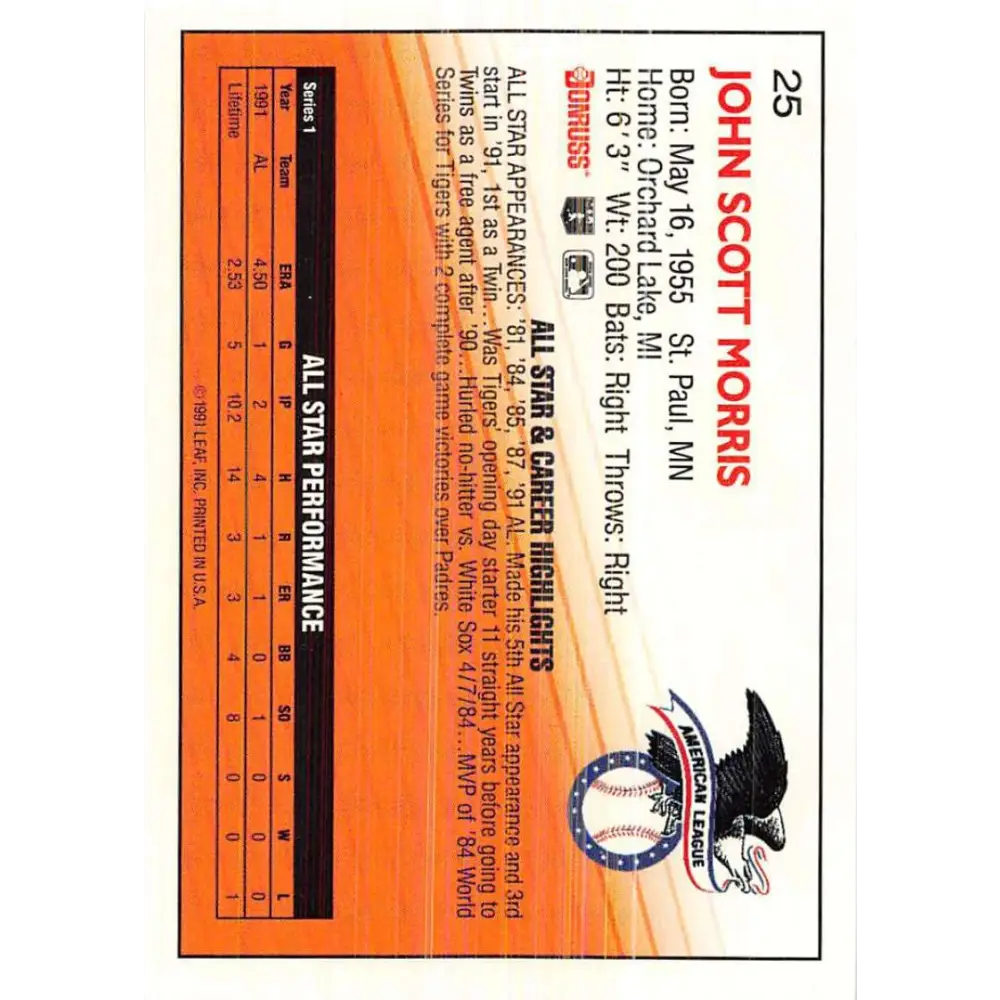 25
JOHN SCOTT MORRIS
Born: May 16, 1955 St. Paul, MN
Home: Orchard Lake, MI
Ht: 6'3" Wt: 200 Bats: Right Throws: Right
DONRUSS
AMERICAN LEAGUE
ALL STAR & CAREER HIGHLIGHTS
ALL STAR APPEARANCES: '81, '84, '85, '87, '91 AL. Made his 5th All Star appearance and 3rd
start in '91, 1st as a Twin...Was Tigers' opening day starter 11 straight years before going to
Twins as a free agent after '90...Hurled no-hitter vs. White Sox 4/7/84...MVP of '84 World
Series for Tigers with 2 complete game victories over Padres.
Series 1 ALL STAR PERFORMANCE
Year Team ERA G IP H R ER BB SO S W L
1991 AL 4.50 1 2 4 1 1 0 1 0 0 0
Lifetime 2.53 5 10.2 14 3 3 4 8 0 0 1
©1991 LEAF, INC. PRINTED IN U.S.A.